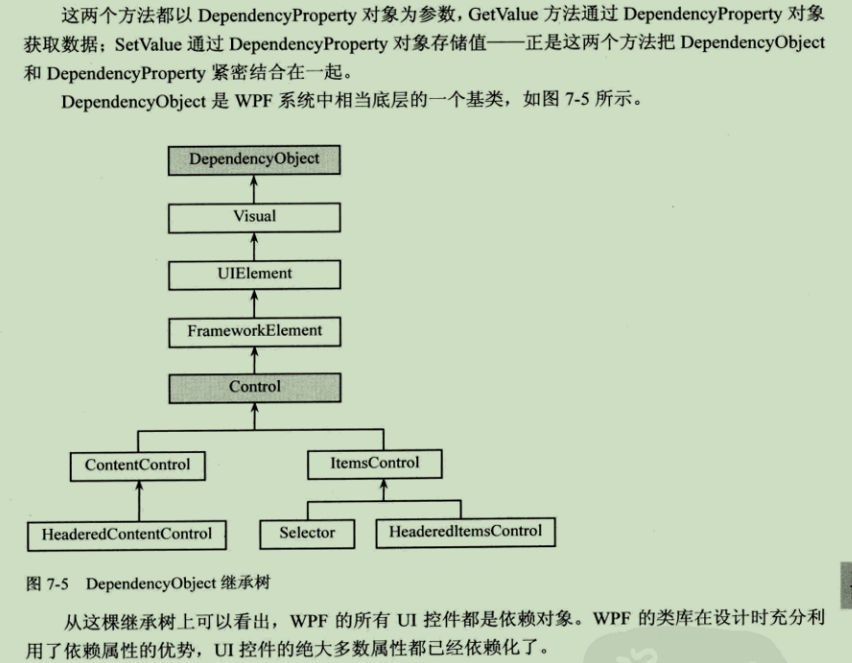 这两个方法都以 DependencyProperty 对象为参数，GetValue 方法通过 DependencyProperty 对象
获取数据；SetValue 通过 DependencyProperty 对象存储值——正是这两个方法把 DependencyObject
和 DependencyProperty 紧密结合在一起。
DependencyObject 是 WPF 系统中相当底层的一个基类，如图 7-5 所示。
DependencyObject
Visual
UIElement
FrameworkElement
Control
ContentControl
ItemsControl
HeaderedContentControl
Selector
HeaderedItemsControl
图 7-5 DependencyObject 继承树
从这棵继承树上可以看出，WPF 的所有 UI 控件都是依赖对象。WPF 的类库在设计时充分利
用了依赖属性的优势，UI 控件的绝大多数属性都已经依赖化了。